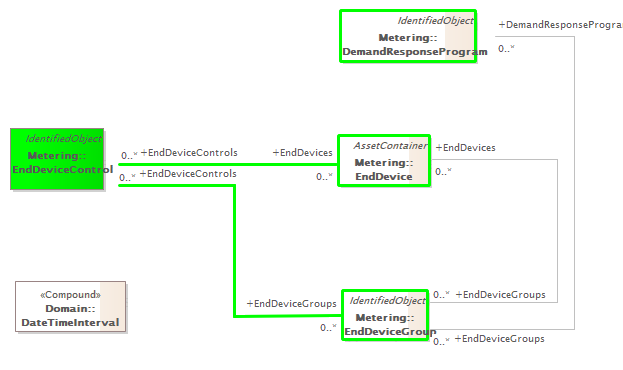 IdentifiedObject
Metering::
DemandResponseProgram
+DemandResponseProgra
0..*
IdentifiedObject
Metering::
EndDeviceControl
0..* +EndDeviceControls
+EndDevices
0..*
0..* +EndDeviceControls
AssetContainer
Metering::
EndDevice
+EndDevices
0..*
«Compound»
Domain::
DateTimeInterval
+EndDeviceGroups
0..*
IdentifiedObject
Metering::
EndDeviceGroup
0..* +EndDeviceGroups
0..* +EndDeviceGroups